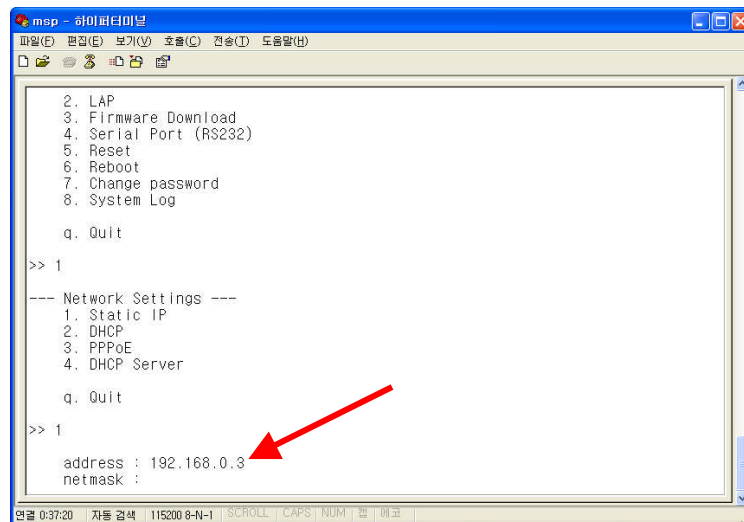 msp - 하이퍼터미널
파일(F) 편집(E) 보기(V) 호출(C) 전송(T) 도움말(H)
2. LAP
3. Firmware Download
4. Serial Port (RS232)
5. Reset
6. Reboot
7. Change password
8. System Log
q. Quit
>> 1
--- Network Settings ---
1. Static IP
2. DHCP
3. PPPoE
4. DHCP Server
q. Quit
>> 1
address : 192.168.0.3
netmask :
연결 0:37:20 자동 검색 115200 8-N-1 SCROLL CAPS NUM 캡 에코